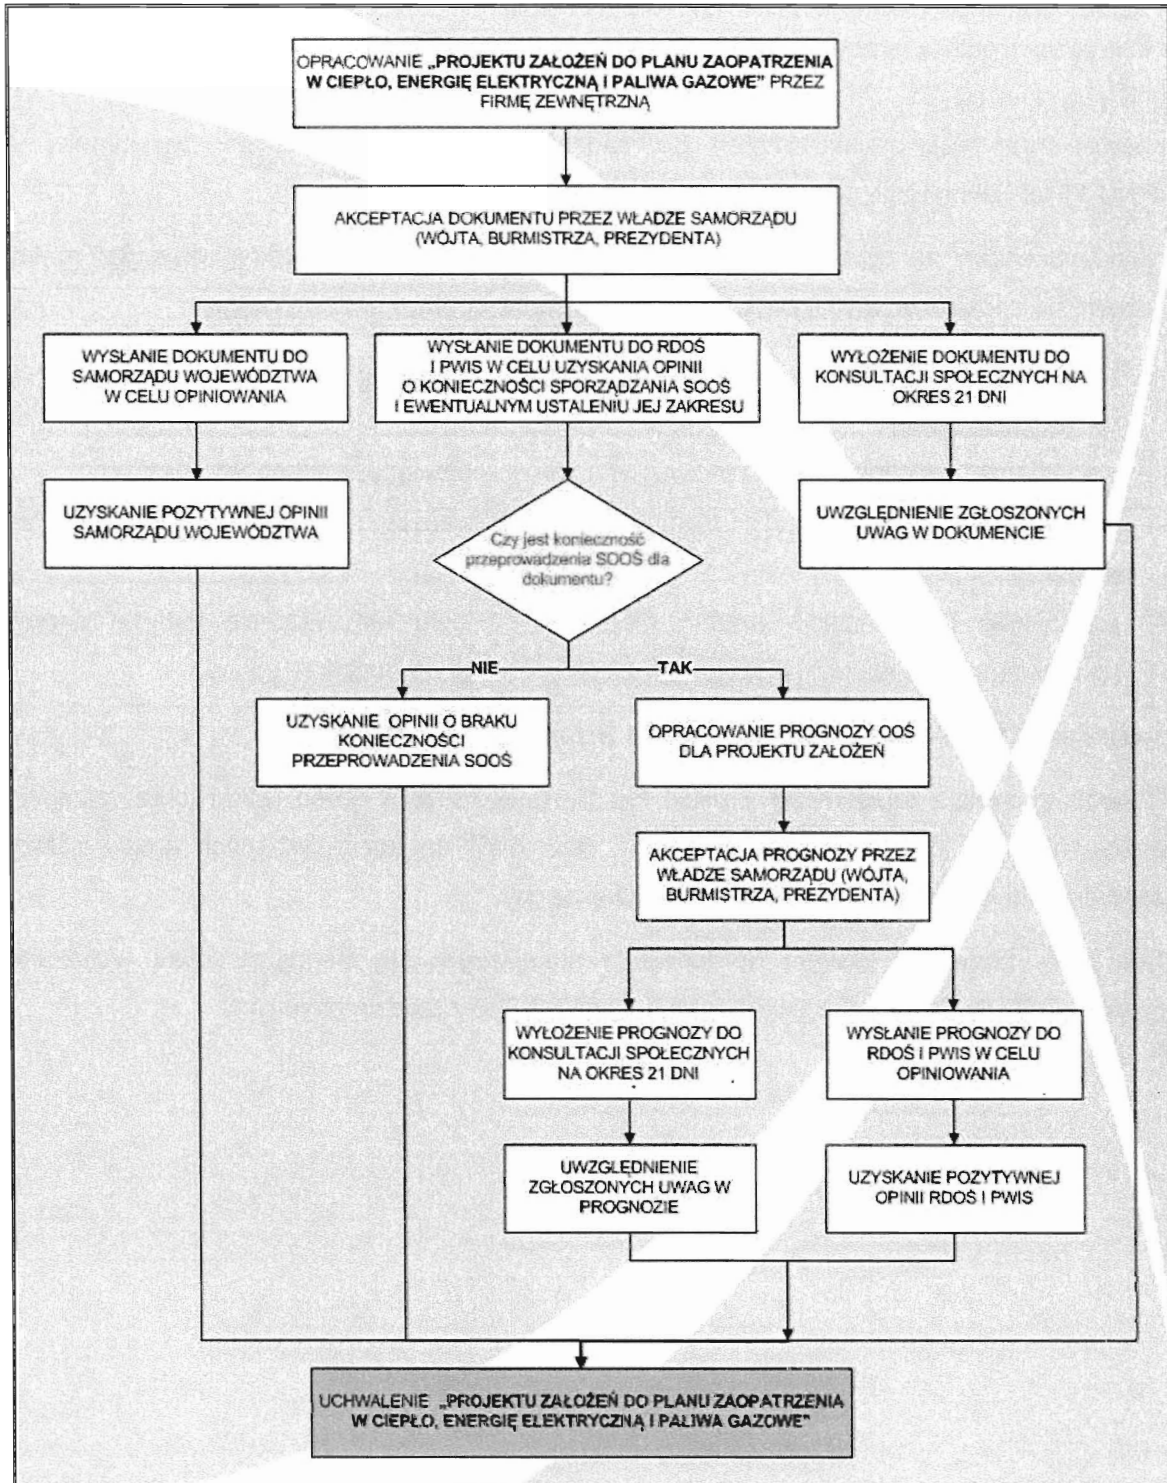 OPRACOWANIE „PROJEKTU ZAŁOŻEŃ DO PLANU ZAOPATRZENIA
W CIEPŁO, ENERGIĘ ELEKTRYCZNĄ I PALIWA GAZOWE” PRZEZ
FIRMĘ ZEWNĘTRZNĄ
AKCEPTACJA DOKUMENTU PRZEZ WŁADZE SAMORZĄDU
(WÓJTA, BURMISTRZA, PREZYDENTA)
WYSŁANIE DOKUMENTU DO
SAMORZĄDU WOJEWÓDZTWA
W CELU OPINIOWANIA
WYSŁANIE DOKUMENTU DO RDOŚ
I PWIS W CELU UZYSKANIA OPINII
O KONIECZNOŚCI SPORZĄDZANIA SOOŚ
I EWENTUALNYM USTALENIU JEJ ZAKRESU
WYŁOŻENIE DOKUMENTU DO
KONSULTACJI SPOŁECZNYCH NA
OKRES 21 DNI
UZYSKANIE POZYTYWNEJ OPINII
SAMORZĄDU WOJEWÓDZTWA
Czy jest konieczność
przeprowadzenia SOOŚ dla
dokumentu?
UWZGLĘDNIENIE ZGŁOSZONYCH
UWAG W DOKUMENCIE
NIE
TAK
UZYSKANIE OPINII O BRAKU
KONIECZNOŚCI
PRZEPROWADZENIA SOOŚ
OPRACOWANIE PROGNOZY OOŚ
DLA PROJEKTU ZAŁOŻEŃ
AKCEPTACJA PROGNOZY PRZEZ
WŁADZE SAMORZĄDU (WÓJTA,
BURMISTRZA, PREZYDENTA)
WYŁOŻENIE PROGNOZY DO
KONSULTACJI SPOŁECZNYCH
NA OKRES 21 DNI
WYSŁANIE PROGNOZY DO
RDOŚ I PWIS W CELU
OPINIOWANIA
UWZGLĘDNIENIE
ZGŁOSZONYCH UWAG W
PROGNOZIE
UZYSKANIE POZYTYWNEJ
OPINII RDOŚ I PWIS
UCHWALENIE „PROJEKTU ZAŁOŻEŃ DO PLANU ZAOPATRZENIA
W CIEPŁO, ENERGIĘ ELEKTRYCZNĄ I PALIWA GAZOWE”